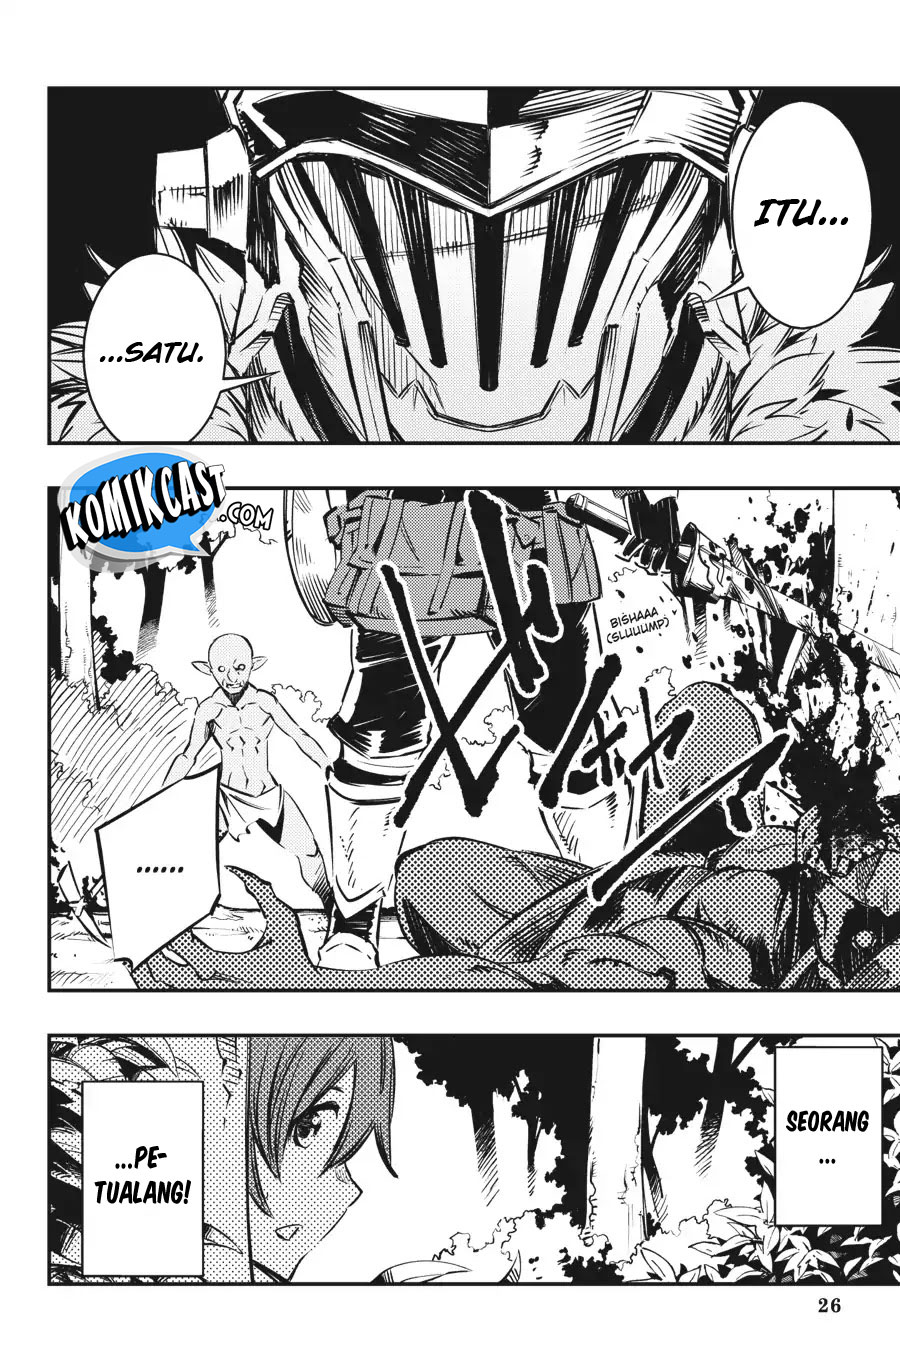 ITU...
...SATU.
KOMIKCAST
.COM
BISHAAA
(SLUUUMP)
......
SEORANG
...
...PE-
TUALANG!
26